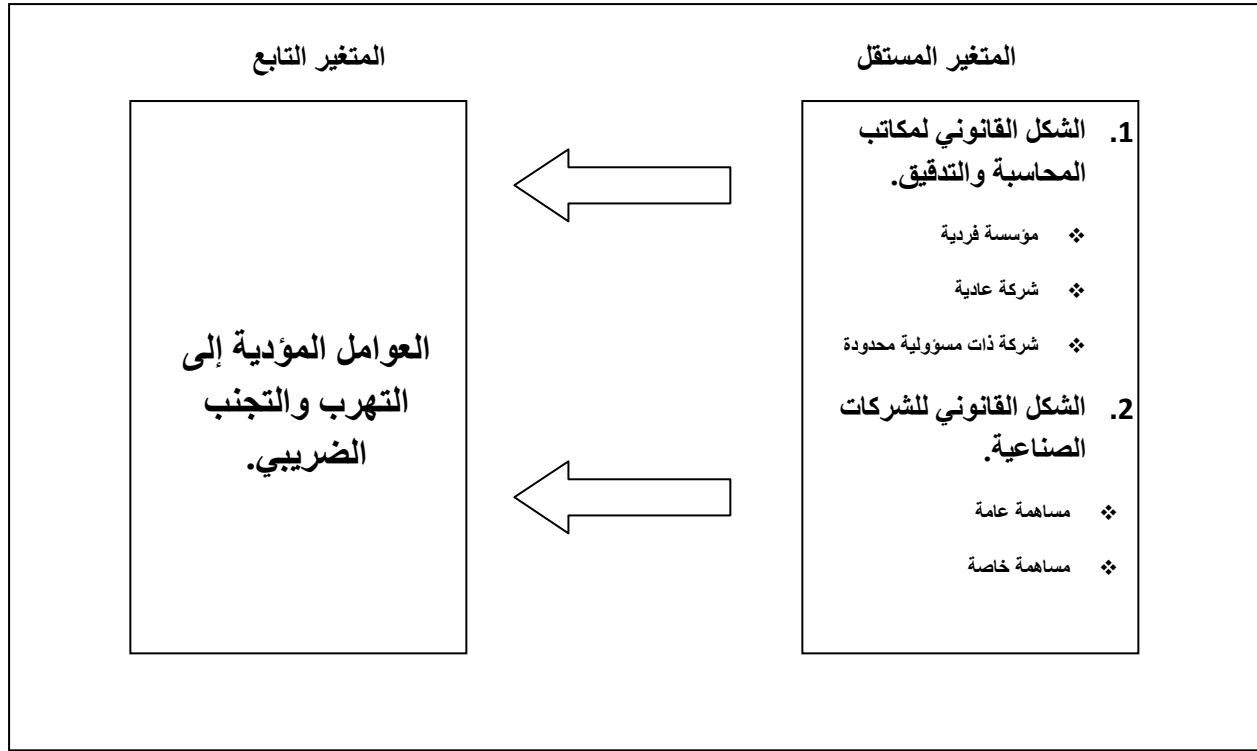 المتغير المستقل
1. الشكل القانوني لمكاتب
المحاسبة والتدقيق.
❖ مؤسسة فردية
❖ شركة عادية
❖ شركة ذات مسؤولية محدودة
2. الشكل القانوني للشركات
الصناعية.
❖ مساهمة عامة
❖ مساهمة خاصة
المتغير التابع
العوامل المؤدية إلى
التهرب والتجنب
الضريبي.